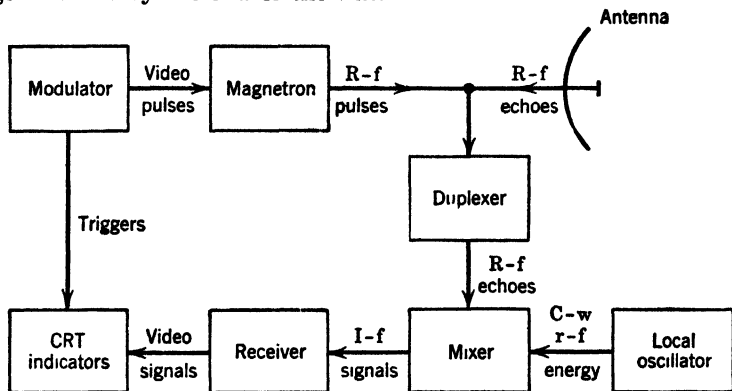 Antenna
Modulator
Video
pulses
Magnetron
R-f
pulses
R-f
echoes
Duplexer
Triggers
R-f
echoes
CRT
indicators
Video
signals
Receiver
I-f
signals
Mixer
C-w
r-f
energy
Local
oscillator